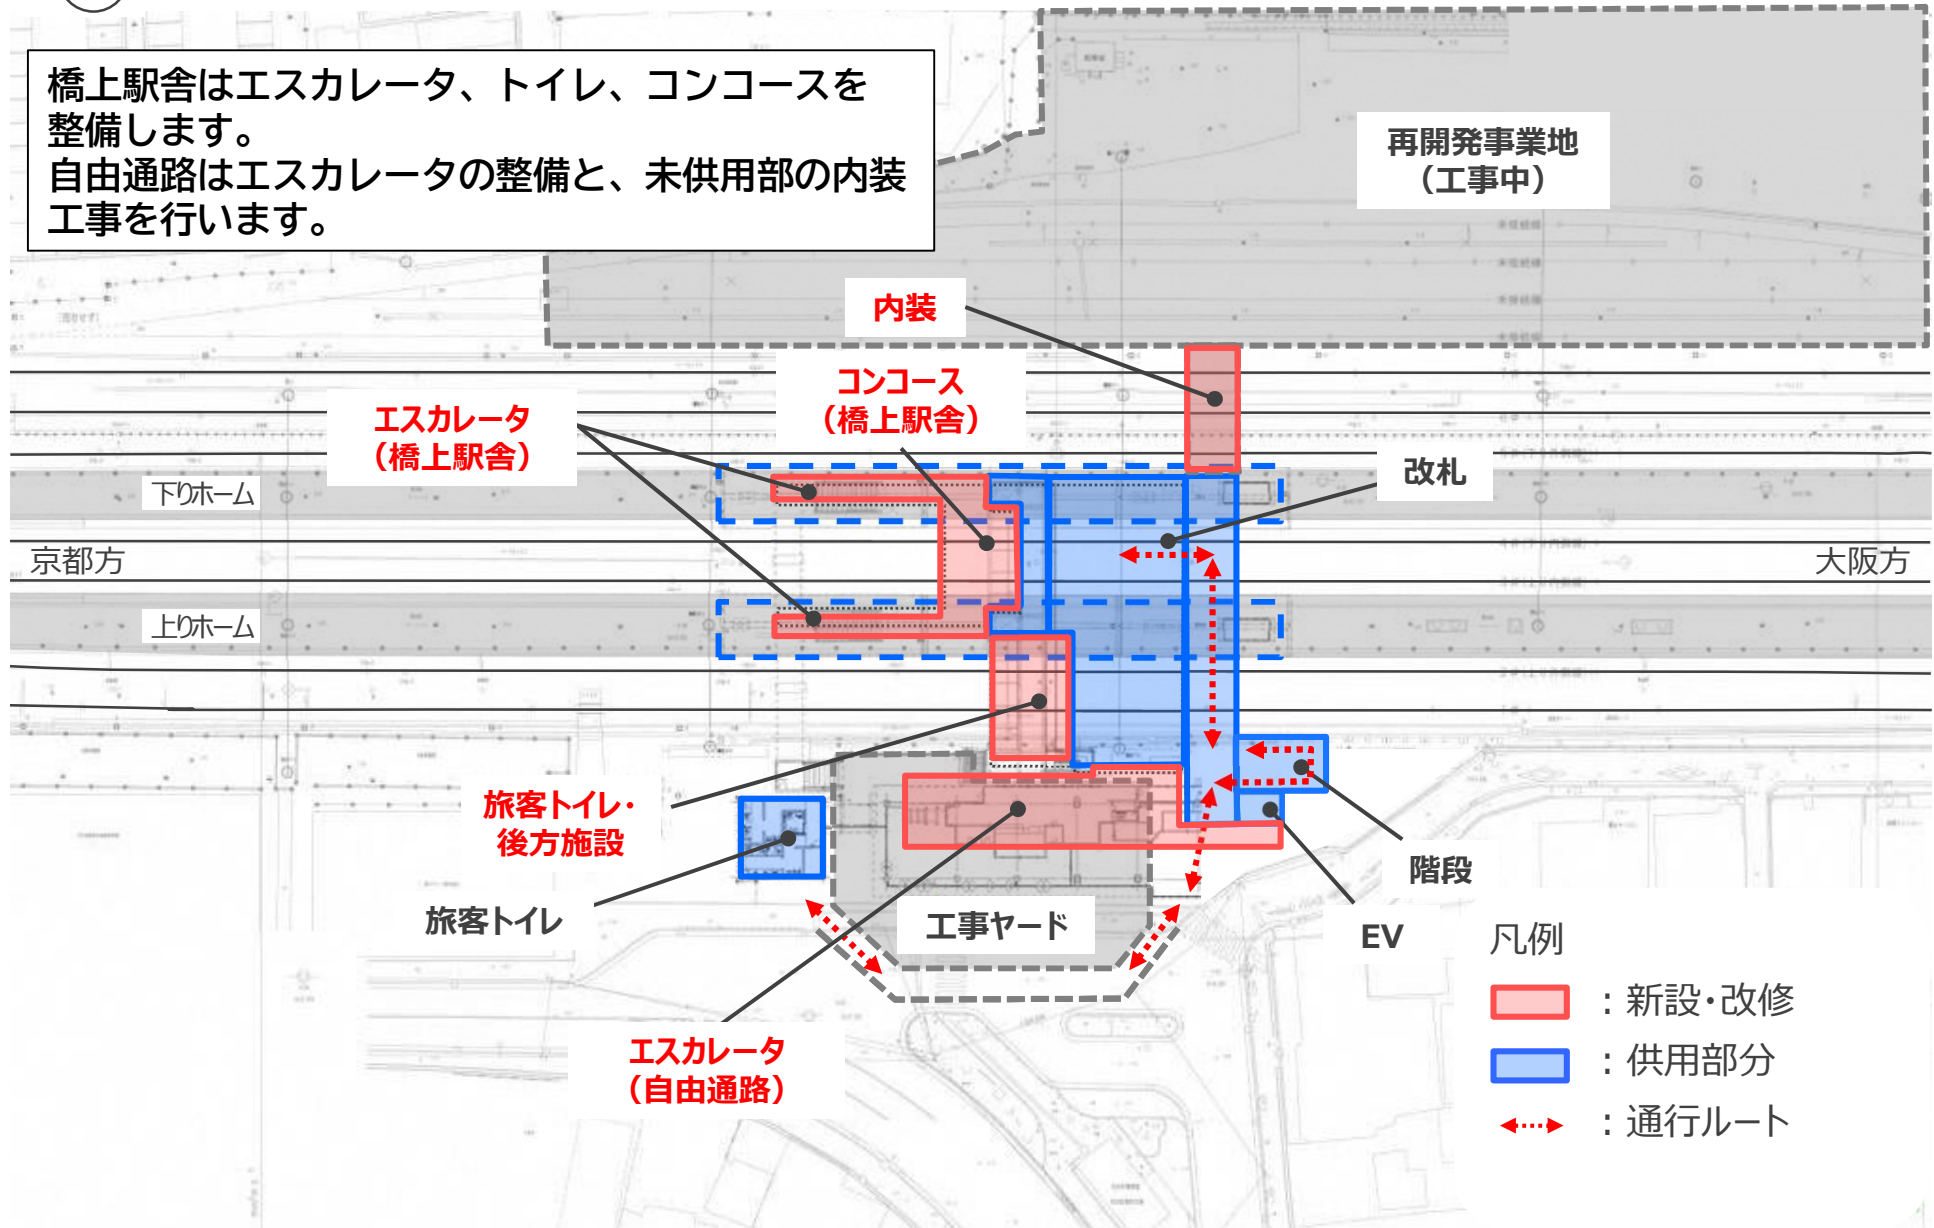 橋上駅舎はエスカレータ、トイレ、コンコースを
整備します。
自由通路はエスカレータの整備と、未供用部の内装
工事を行います。
再開発事業地
（工事中）
内装
コンコース
（橋上駅舎）
エスカレータ
（橋上駅舎）
改札
下りホーム
京都方
大阪方
上りホーム
旅客トイレ・
後方施設
階段
旅客トイレ
工事ヤード
EV
エスカレータ
（自由通路）
凡例
：新設・改修
：供用部分
：通行ルート